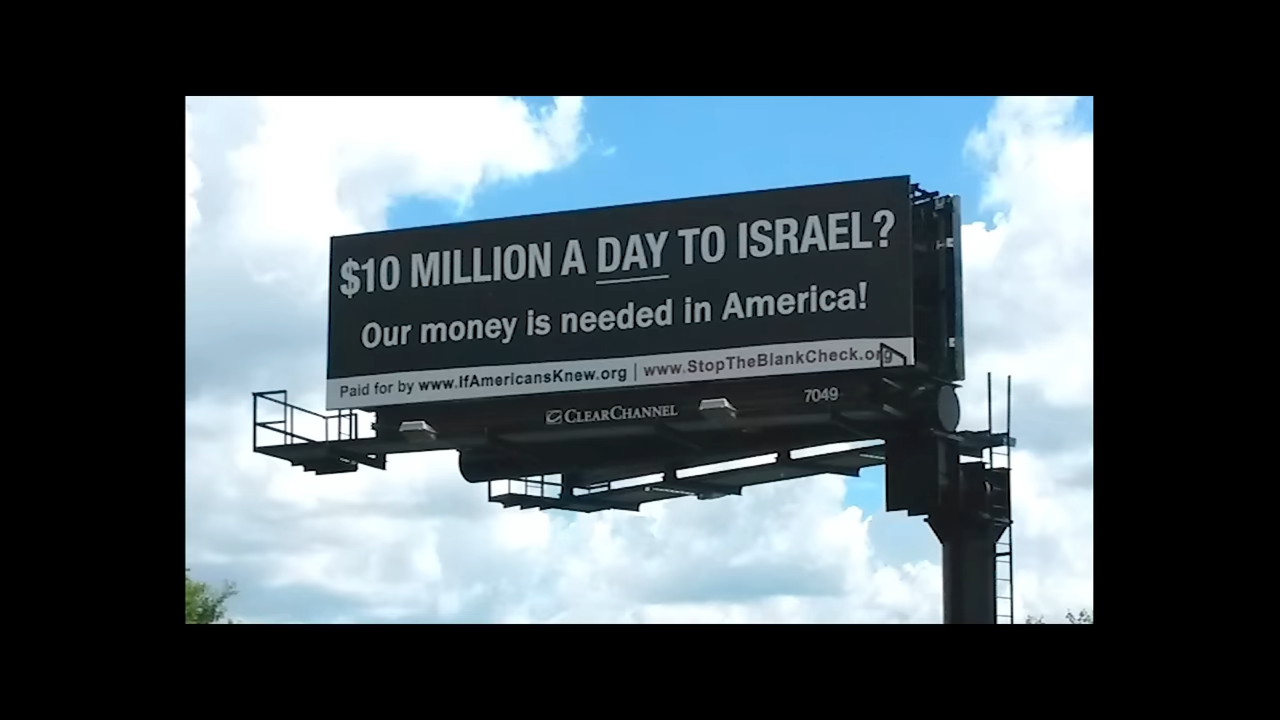 $10 MILLION A DAY TO ISRAEL?
Our money is needed in America!
Paid for by www.IfAmericansKnew.org | www.StopTheBlankCheck.org
CLEARCHANNEL
7049